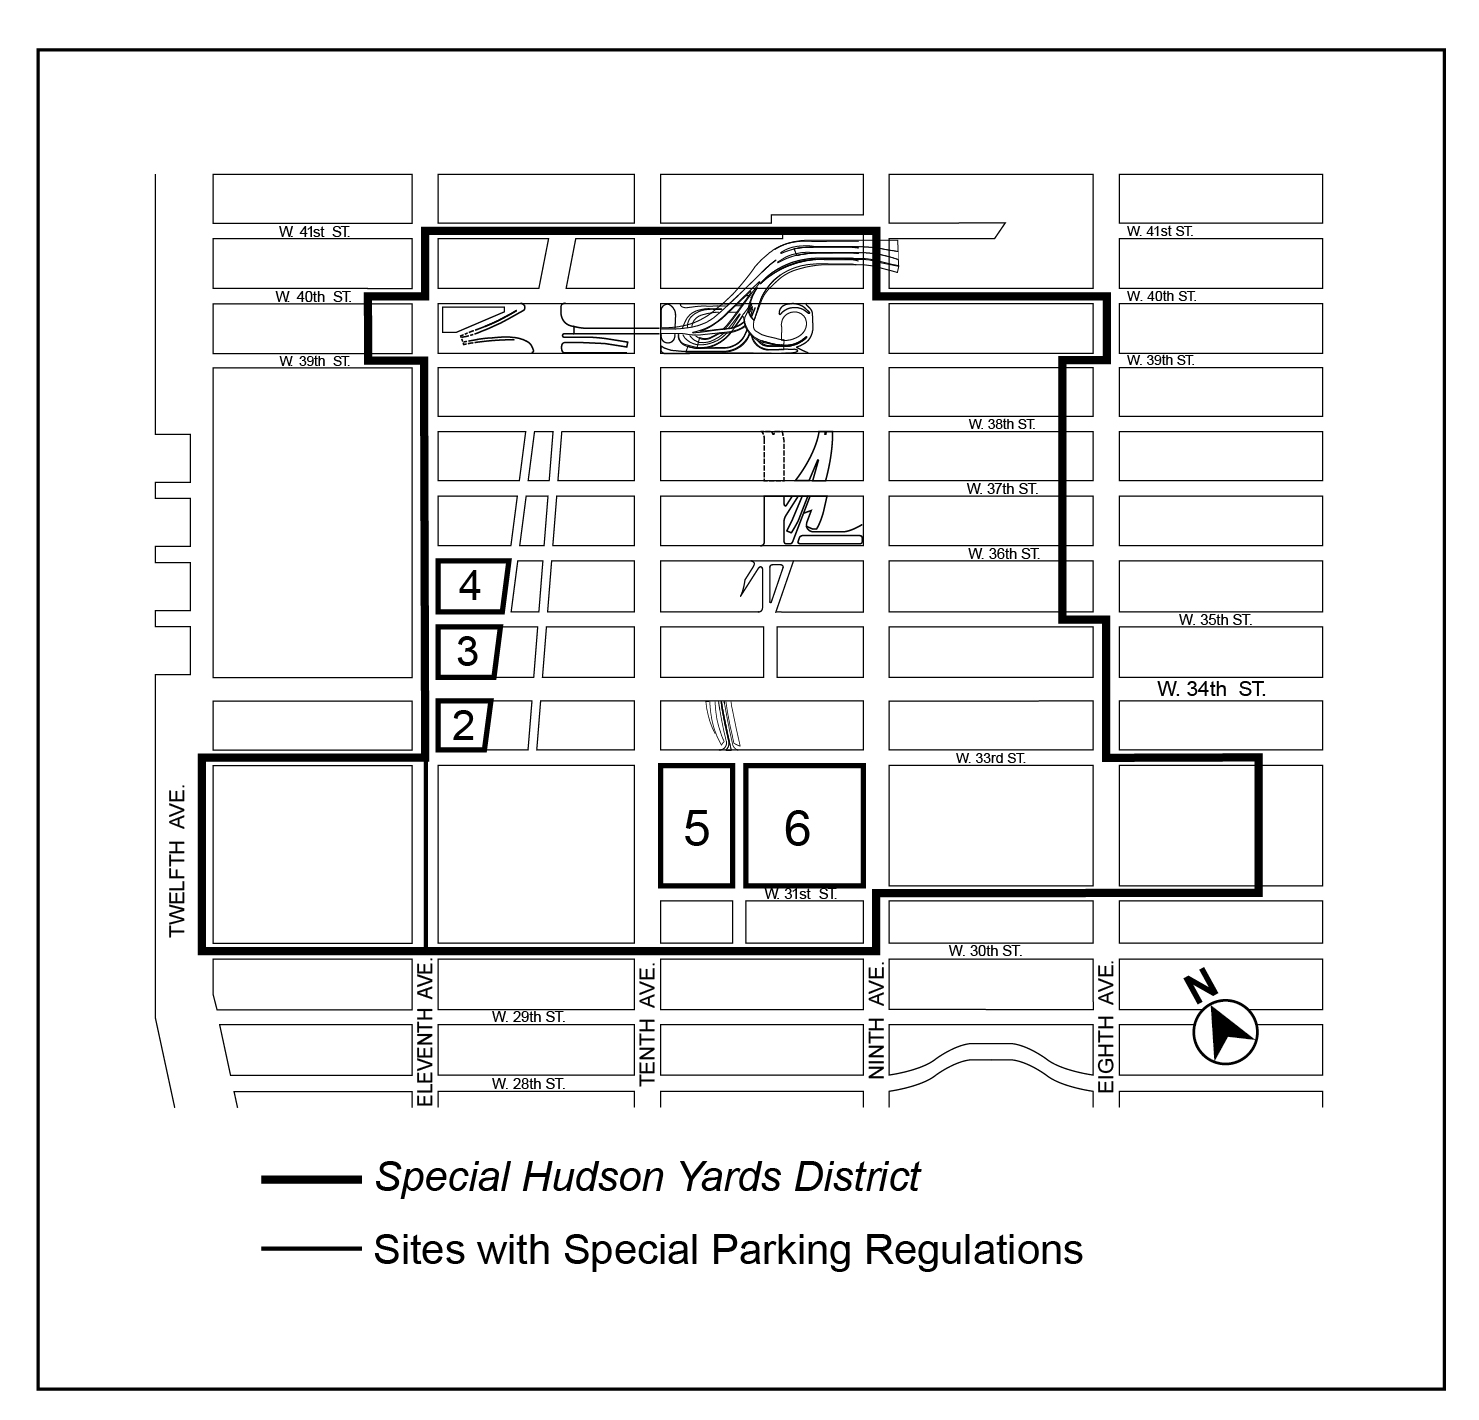 W. 41st ST.
W. 41st ST.
W. 40th ST.
W. 40th ST.
W. 39th ST.
W. 39th ST.
W. 38th ST.
W. 37th ST.
W. 36th ST.
4
W. 35th ST.
3
W. 34th ST.
2
W. 33rd ST.
TWELFTH AVE.
5
6
W. 31st ST.
W. 30th ST.
ELEVENTH AVE.
TENTH AVE.
NINTH AVE.
EIGHTH AVE.
N
W. 29th ST.
W. 28th ST.
Special Hudson Yards District
Sites with Special Parking Regulations